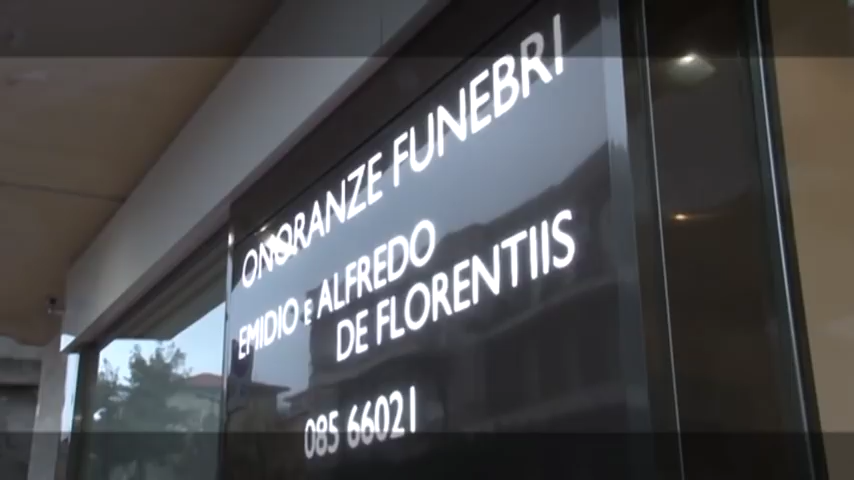 ONORANZE FUNEBRI
EMIDIO E ALFREDO
DE FLORENTIIS
085 66021